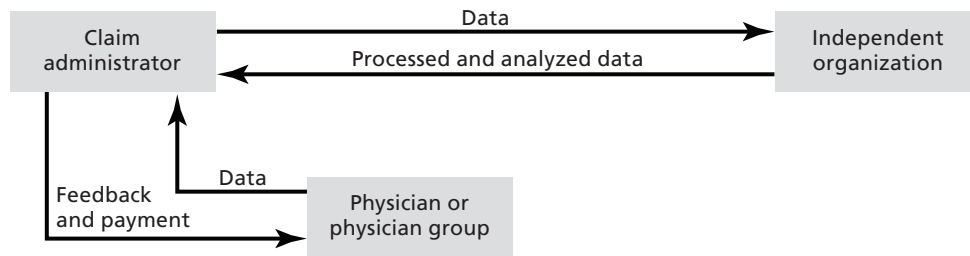 Data
Claim
administrator
Independent
organization
Processed and analyzed data
Data
Feedback
and payment
Physician or
physician group